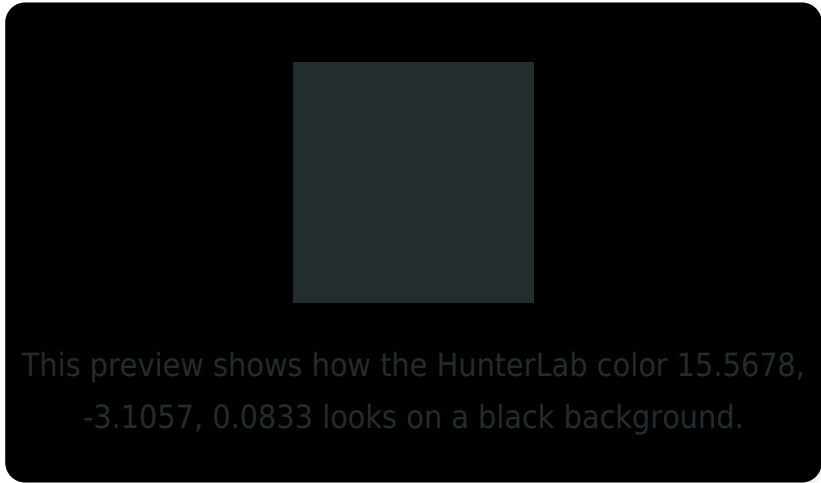 This preview shows how the HunterLab color 15.5678,
-3.1057, 0.0833 looks on a black background.